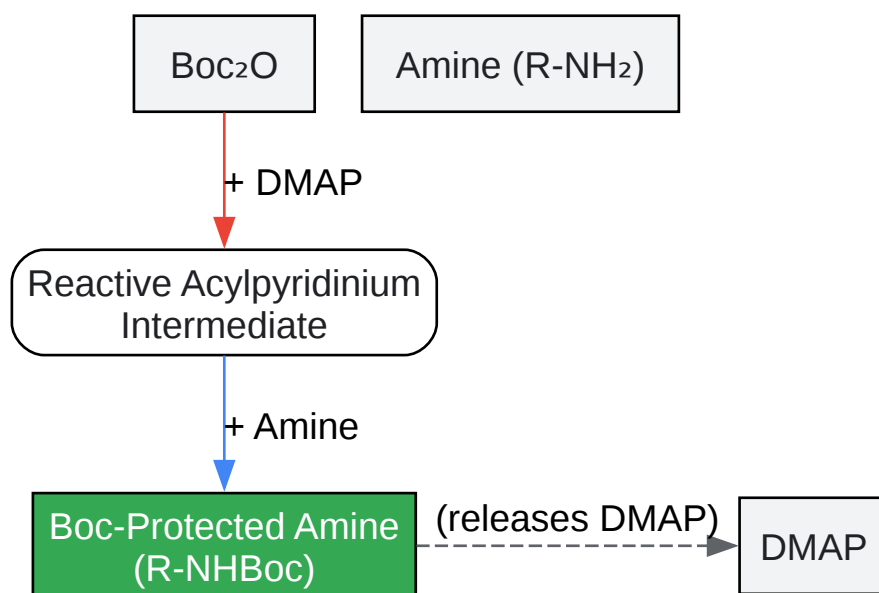 Boc₂O
Amine (R-NH₂)
+ DMAP
Reactive Acylpyridinium
Intermediate
+ Amine
Boc-Protected Amine
(R-NHBoc)
(releases DMAP)
DMAP